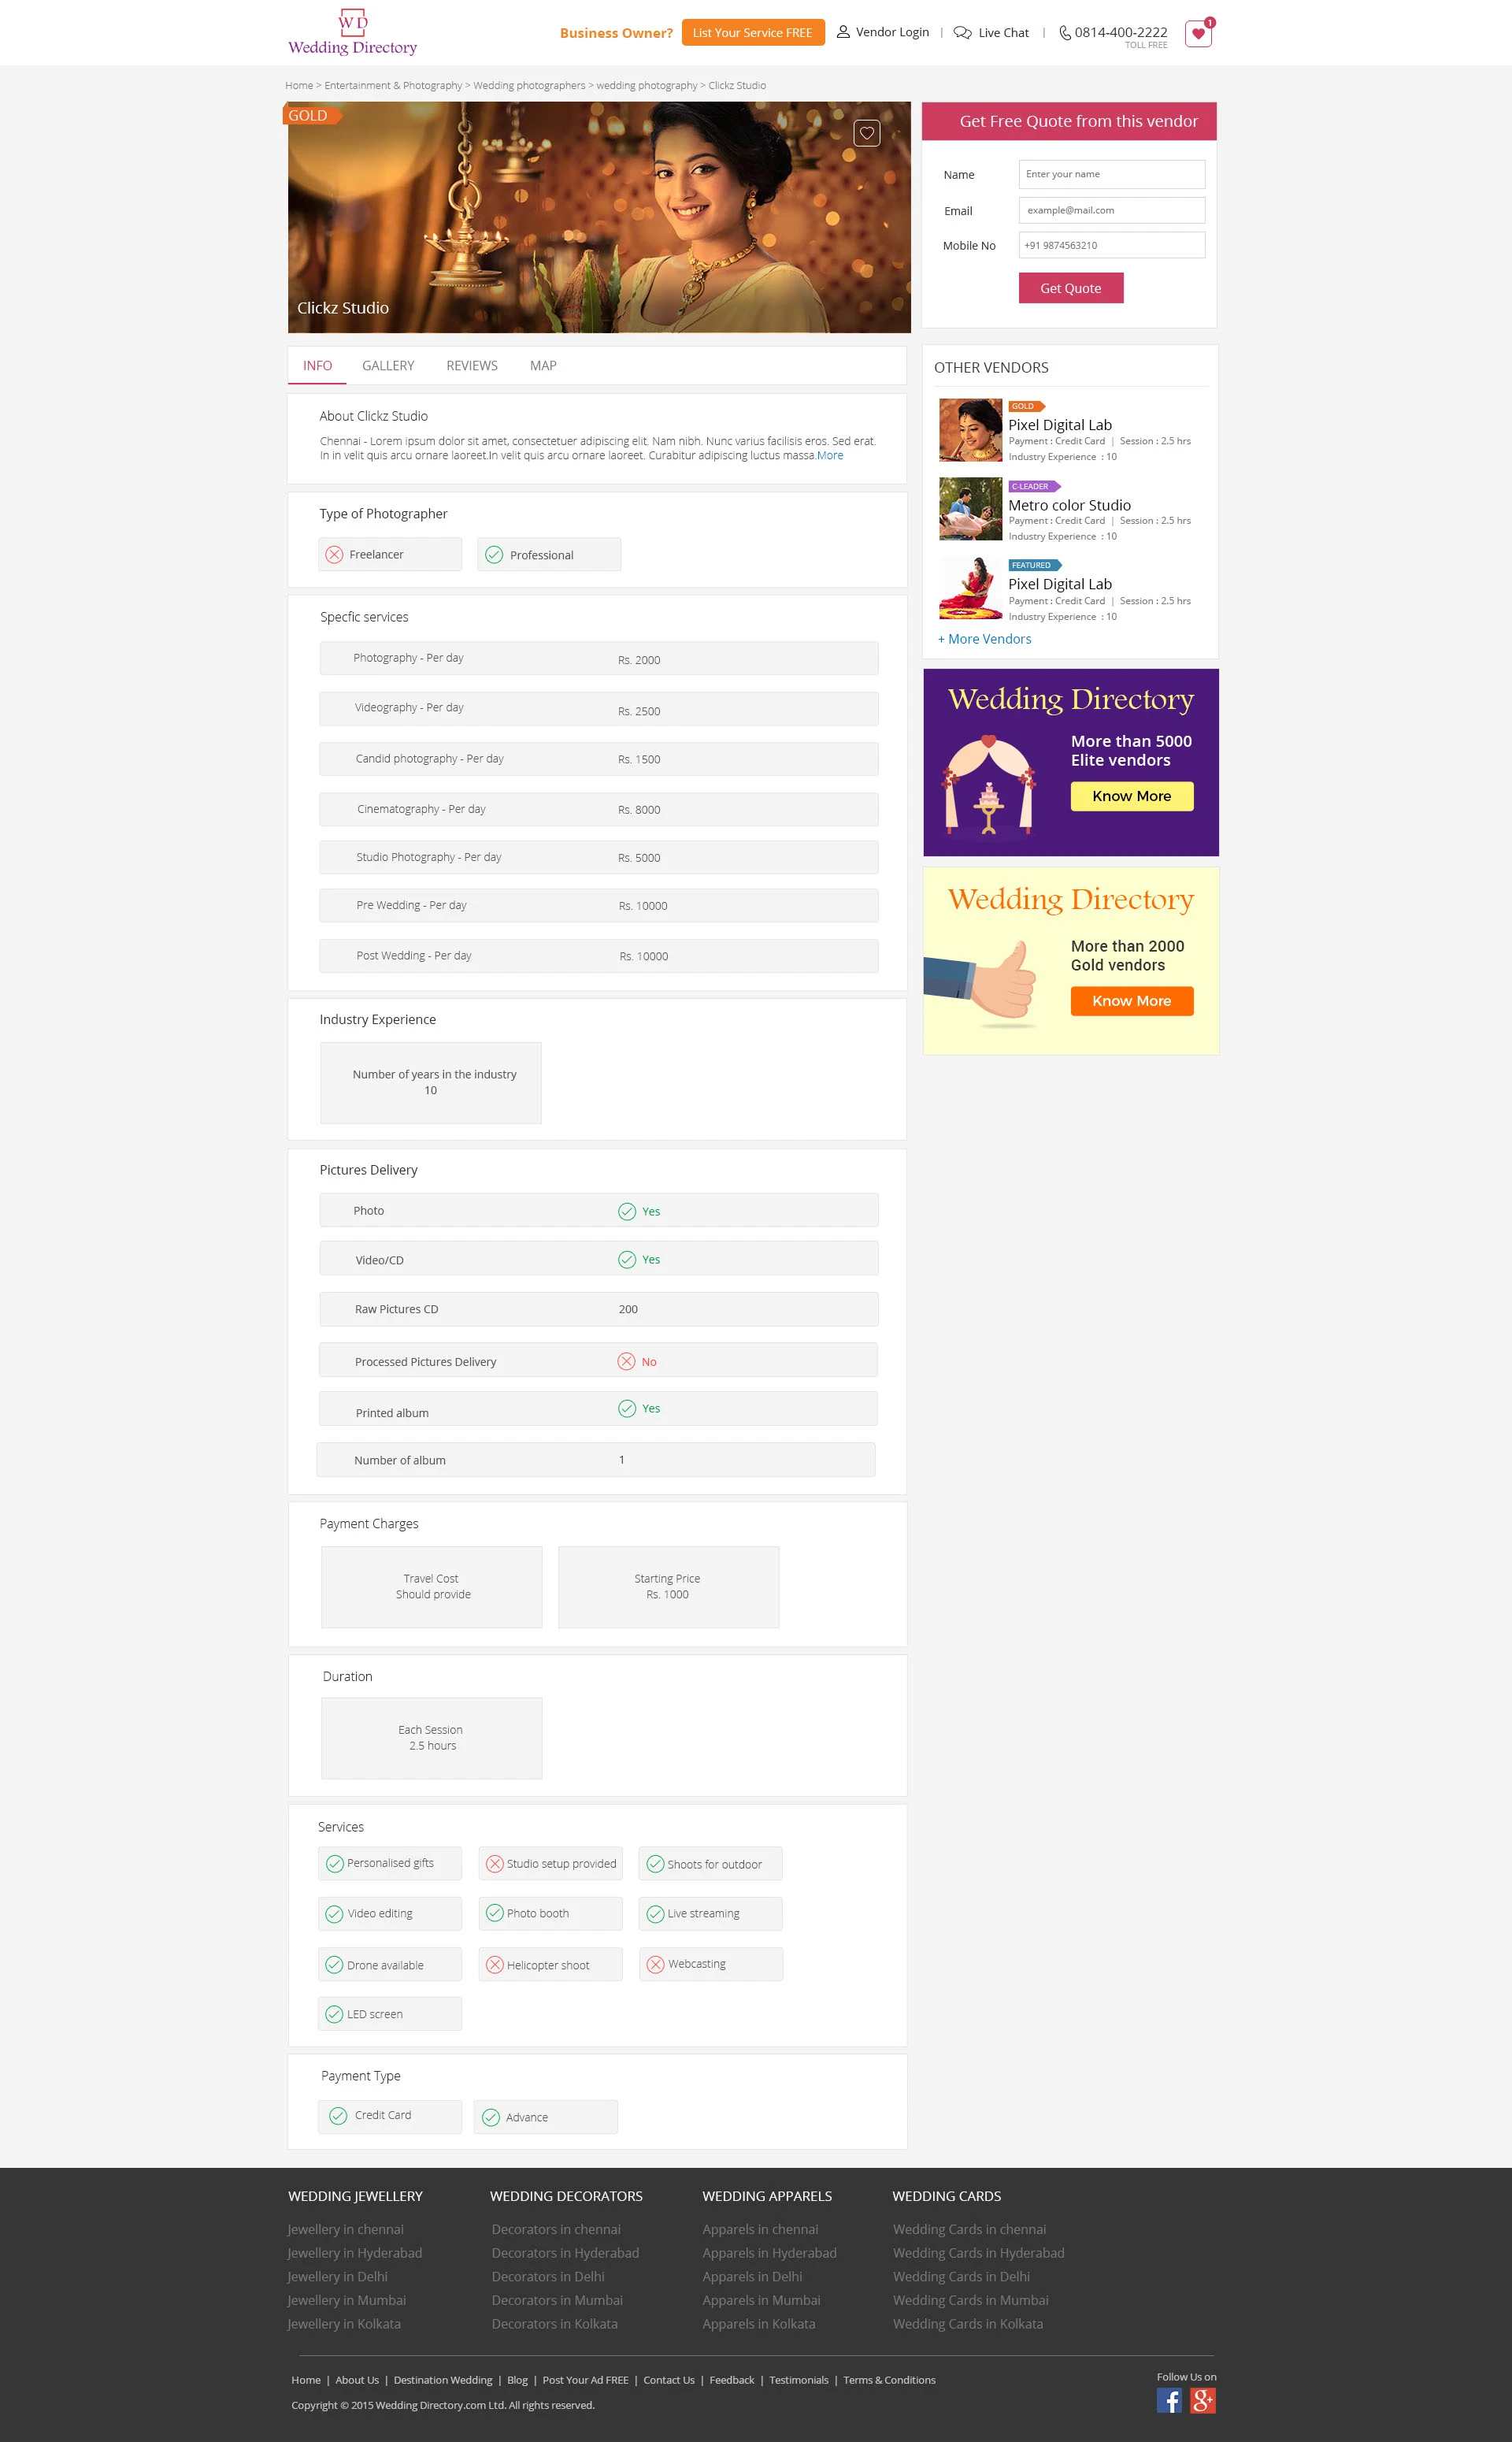 WD
Wedding Directory
Business Owner?
List Your Service FREE
Vendor Login
|
Live Chat
|
0814-400-2222
TOLL FREE
1
Home > Entertainment & Photography > Wedding photographers > wedding photography > Clickz Studio
GOLD
Clickz Studio
Get Free Quote from this vendor
Name
Enter your name
Email
example@mail.com
Mobile No
+91 9874563210
Get Quote
INFO
GALLERY
REVIEWS
MAP
About Clickz Studio
Chennai - Lorem ipsum dolor sit amet, consectetuer adipiscing elit. Nam nibh. Nunc varius facilisis eros. Sed erat.
In in velit quis arcu ornare laoreet.In velit quis arcu ornare laoreet. Curabitur adipiscing luctus massa.More
Type of Photographer
Freelancer
Professional
Specfic services
Photography - Per day
Rs. 2000
Videography - Per day
Rs. 2500
Candid photography - Per day
Rs. 1500
Cinematography - Per day
Rs. 8000
Studio Photography - Per day
Rs. 5000
Pre Wedding - Per day
Rs. 10000
Post Wedding - Per day
Rs. 10000
Industry Experience
Number of years in the industry
10
Pictures Delivery
Photo
Yes
Video/CD
Yes
Raw Pictures CD
200
Processed Pictures Delivery
No
Printed album
Yes
Number of album
1
Payment Charges
Travel Cost
Should provide
Starting Price
Rs. 1000
Duration
Each Session
2.5 hours
Services
Personalised gifts
Studio setup provided
Shoots for outdoor
Video editing
Photo booth
Live streaming
Drone available
Helicopter shoot
Webcasting
LED screen
Payment Type
Credit Card
Advance
OTHER VENDORS
GOLD
Pixel Digital Lab
Payment : Credit Card | Session : 2.5 hrs
Industry Experience : 10
C-LEADER
Metro color Studio
Payment : Credit Card | Session : 2.5 hrs
Industry Experience : 10
FEATURED
Pixel Digital Lab
Payment : Credit Card | Session : 2.5 hrs
Industry Experience : 10
+ More Vendors
Wedding Directory
More than 5000
Elite vendors
Know More
Wedding Directory
More than 2000
Gold vendors
Know More
WEDDING JEWELLERY
Jewellery in chennai
Jewellery in Hyderabad
Jewellery in Delhi
Jewellery in Mumbai
Jewellery in Kolkata
WEDDING DECORATORS
Decorators in chennai
Decorators in Hyderabad
Decorators in Delhi
Decorators in Mumbai
Decorators in Kolkata
WEDDING APPARELS
Apparels in chennai
Apparels in Hyderabad
Apparels in Delhi
Apparels in Mumbai
Apparels in Kolkata
WEDDING CARDS
Wedding Cards in chennai
Wedding Cards in Hyderabad
Wedding Cards in Delhi
Wedding Cards in Mumbai
Wedding Cards in Kolkata
Home | About Us | Destination Wedding | Blog | Post Your Ad FREE | Contact Us | Feedback | Testimonials | Terms & Conditions
Copyright © 2015 Wedding Directory.com Ltd. All rights reserved.
Follow Us on
f
g+